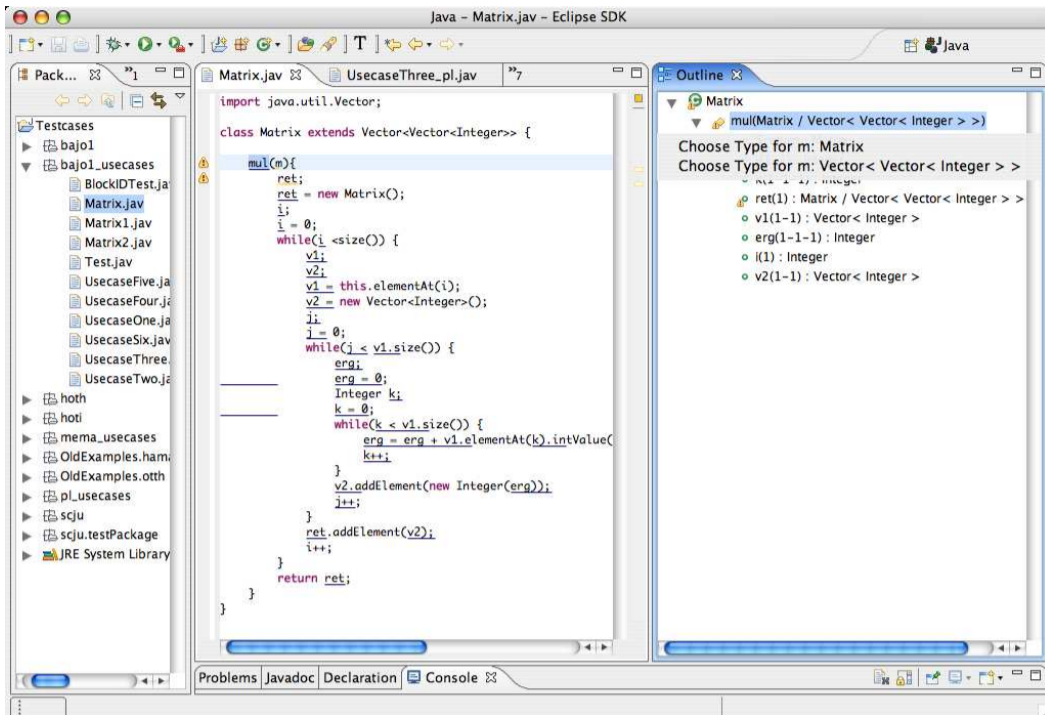 Java – Matrix.jav – Eclipse SDK
T
Java
Pack...
»1
Testcases
bajo1
bajo1_usecases
BlockIDTest.ja
Matrix.jav
Matrix1.jav
Matrix2.jav
Test.jav
UsecaseFive.ja
UsecaseFour.ja
UsecaseOne.ja
UsecaseSix.jav
UsecaseThree.
UsecaseTwo.ja
hoth
hoti
mema_usecases
OldExamples.hama
OldExamples.otth
pl_usecases
scju
scju.testPackage
JRE System Library
Matrix.jav
UsecaseThree_pl.jav
»7
import java.util.Vector;
class Matrix extends Vector<Vector<Integer>> {
mul(m){
ret;
ret = new Matrix();
i;
i = 0;
while(i <size()) {
v1;
v2;
v1 = this.elementAt(i);
v2 = new Vector<Integer>();
j;
j = 0;
while(j < v1.size()) {
erg;
erg = 0;
Integer k;
k = 0;
while(k < v1.size()) {
erg = erg + v1.elementAt(k).intValue(
k++;
}
v2.addElement(new Integer(erg));
j++;
}
ret.addElement(v2);
i++;
}
return ret;
}
}
Outline
Matrix
mul(Matrix / Vector< Vector< Integer > >)
Choose Type for m: Matrix
Choose Type for m: Vector< Vector< Integer > >
k(1-1-1) : Integer
ret(1) : Matrix / Vector< Vector< Integer > >
v1(1-1) : Vector< Integer >
erg(1-1-1) : Integer
i(1) : Integer
v2(1-1) : Vector< Integer >
Problems Javadoc Declaration Console